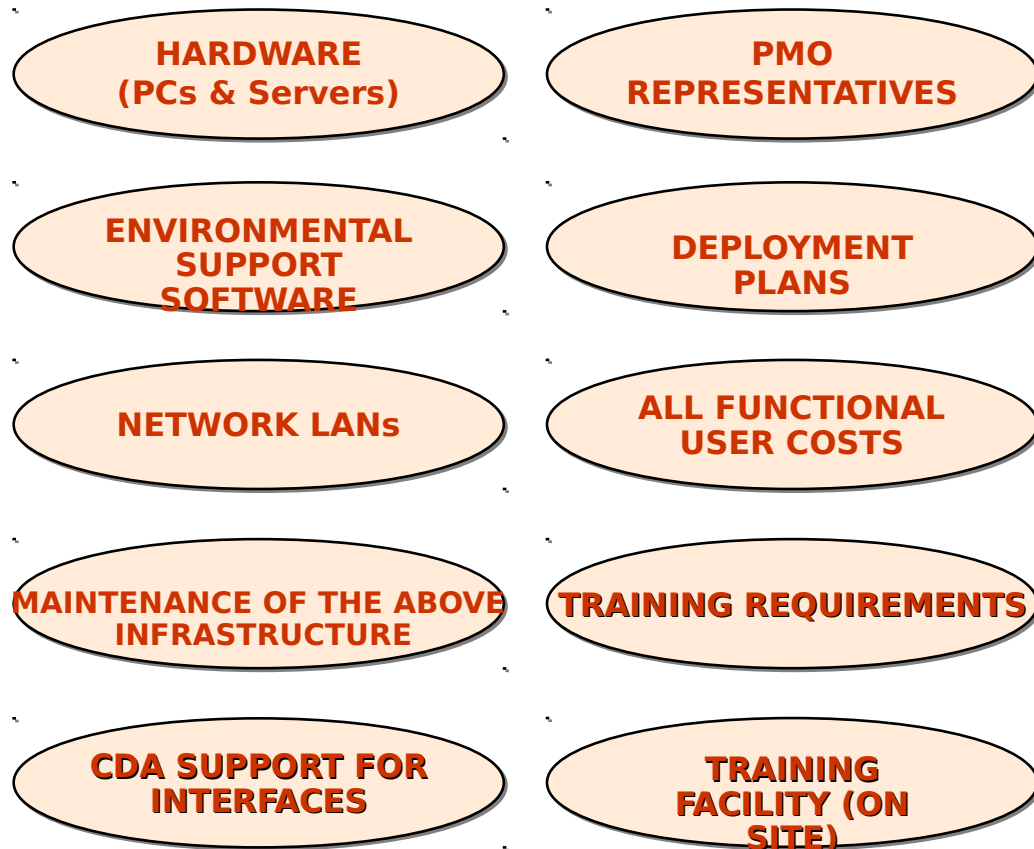 HARDWARE
(PCs & Servers)
PMO
REPRESENTATIVES
ENVIRONMENTAL
SUPPORT
SOFTWARE
DEPLOYMENT
PLANS
NETWORK LANs
ALL FUNCTIONAL
USER COSTS
MAINTENANCE OF THE ABOVE
INFRASTRUCTURE
TRAINING REQUIREMENTS
CDA SUPPORT FOR
INTERFACES
TRAINING
FACILITY (ON
SITE)